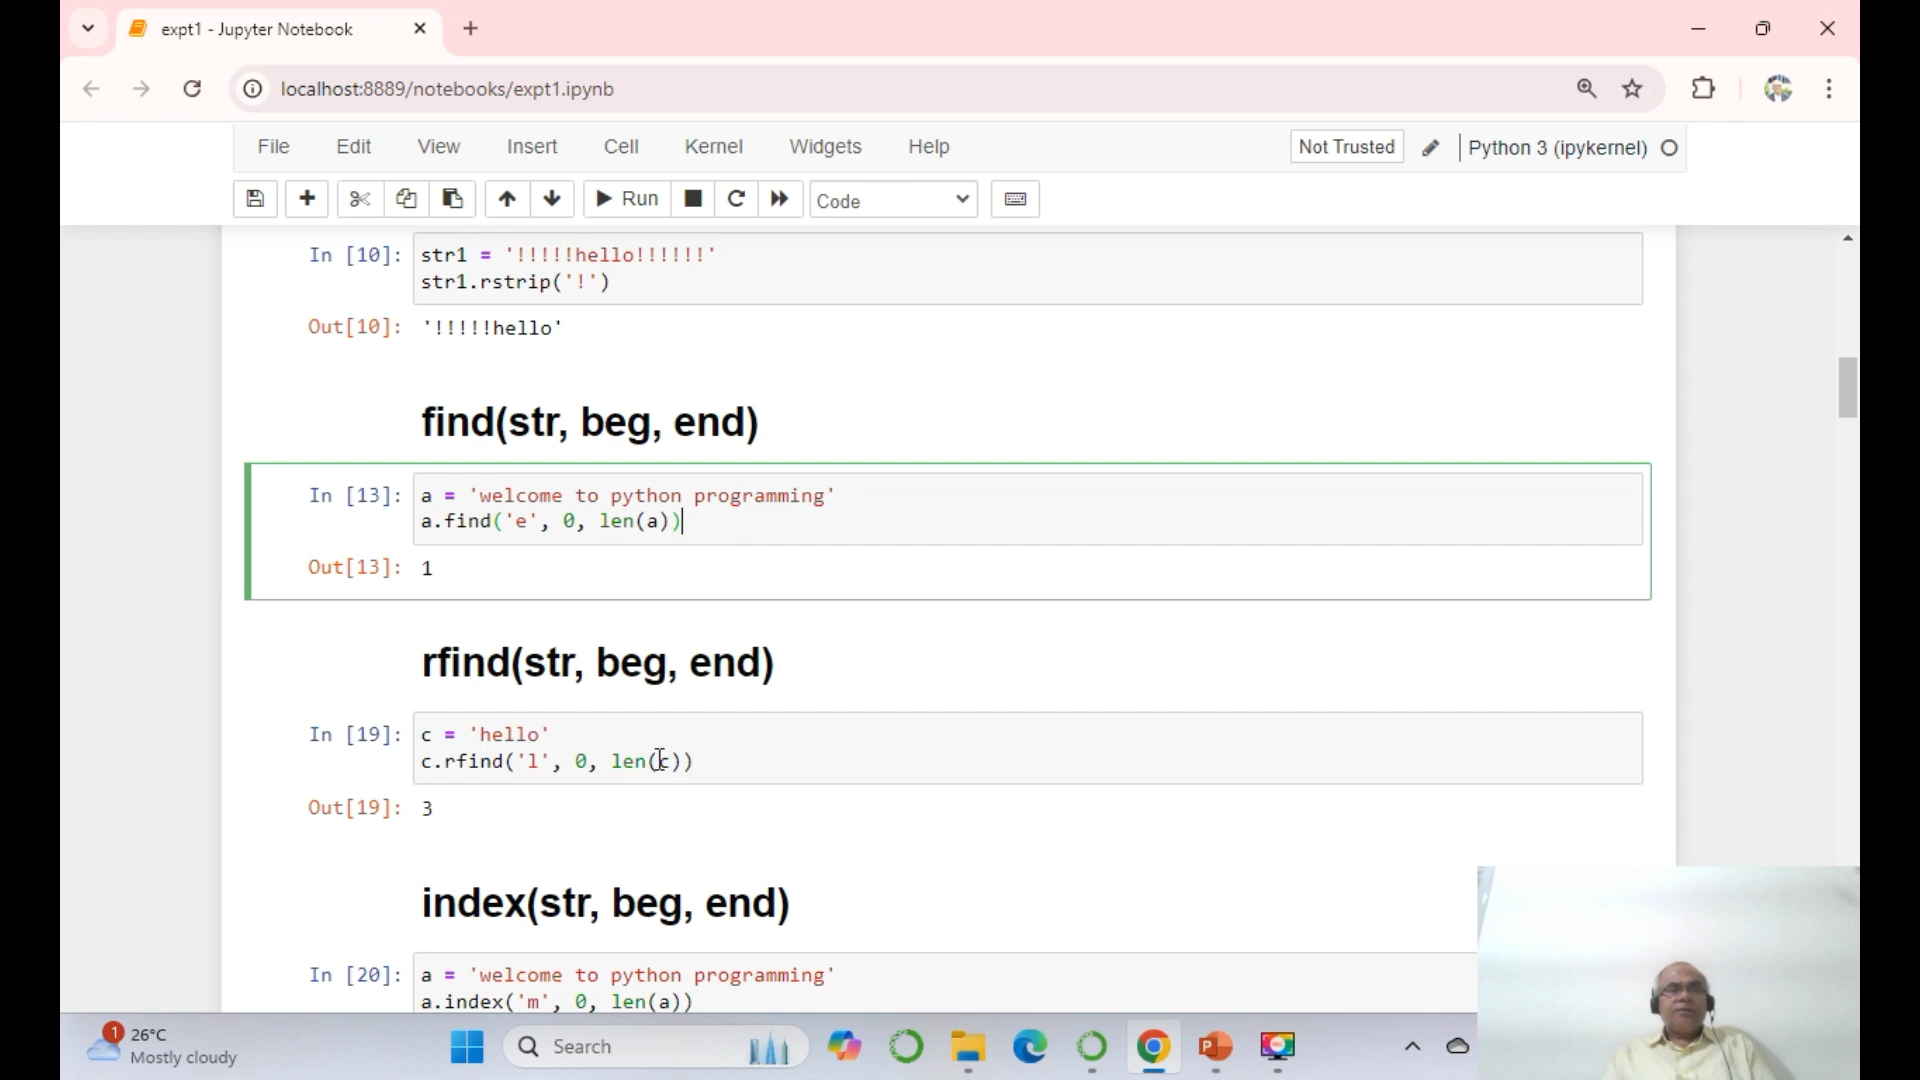 expt1 - Jupyter Notebook
localhost:8889/notebooks/expt1.ipynb
File Edit View Insert Cell Kernel Widgets Help Not Trusted Python 3 (ipykernel)
Run Code
In [10]: str1 = '!!!!!hello!!!!!!'
str1.rstrip('!')
Out[10]: '!!!!!hello'
find(str, beg, end)
In [13]: a = 'welcome to python programming'
a.find('e', 0, len(a))
Out[13]: 1
rfind(str, beg, end)
In [19]: c = 'hello'
c.rfind('l', 0, len(c))
Out[19]: 3
index(str, beg, end)
In [20]: a = 'welcome to python programming'
a.index('m', 0, len(a))
1 26°C
Mostly cloudy
Search